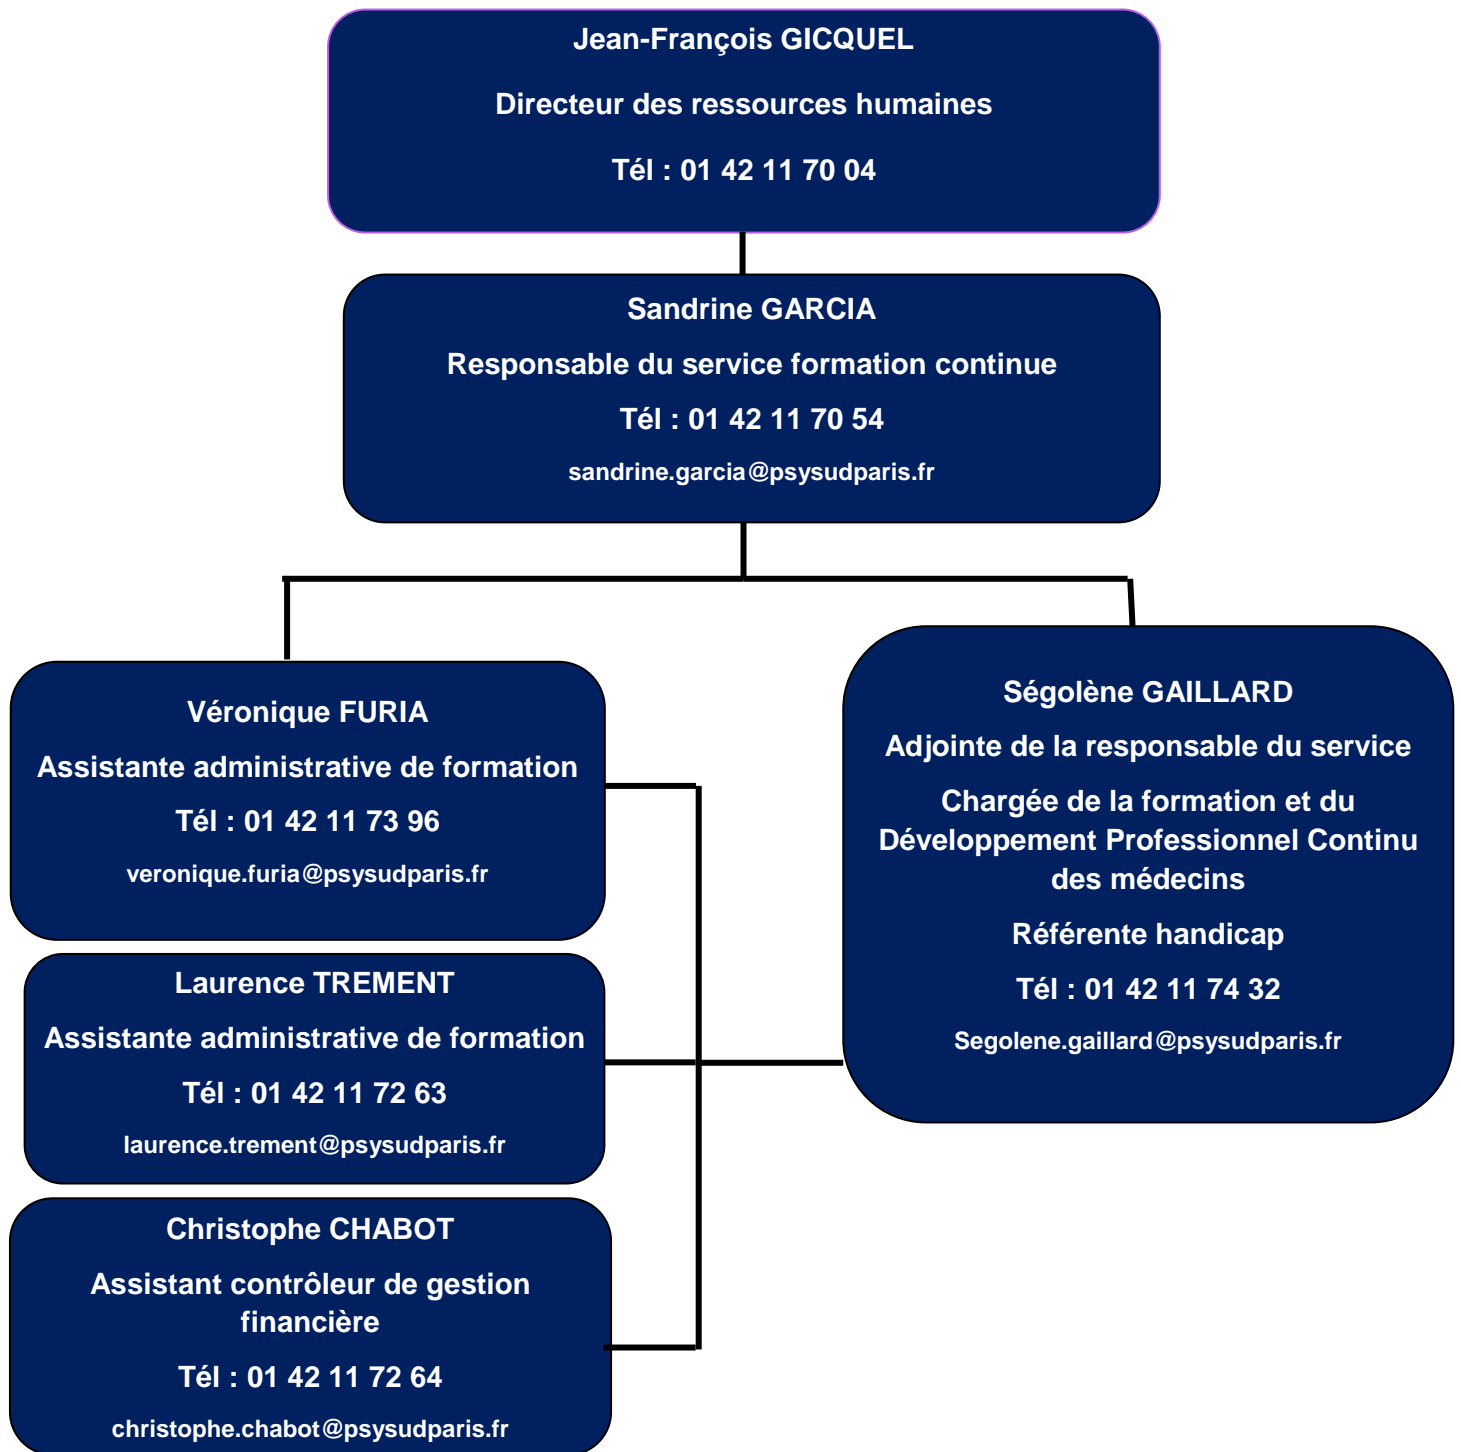 Jean-François GICQUEL
Directeur des ressources humaines
Tél : 01 42 11 70 04
Sandrine GARCIA
Responsable du service formation continue
Tél : 01 42 11 70 54
sandrine.garcia@psysudparis.fr
Véronique FURIA
Assistante administrative de formation
Tél : 01 42 11 73 96
veronique.furia@psysudparis.fr
Ségolène GAILLARD
Adjointe de la responsable du service
Chargée de la formation et du
Développement Professionnel Continu
des médecins
Référente handicap
Tél : 01 42 11 74 32
Segolene.gaillard@psysudparis.fr
Laurence TREMENT
Assistante administrative de formation
Tél : 01 42 11 72 63
laurence.trement@psysudparis.fr
Christophe CHABOT
Assistant contrôleur de gestion
financière
Tél : 01 42 11 72 64
christophe.chabot@psysudparis.fr